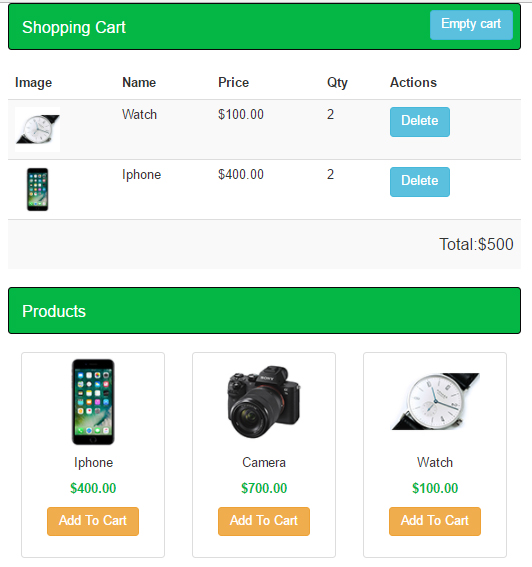 Shopping Cart Empty cart
Image Name Price Qty Actions
Watch $100.00 2 Delete
Iphone $400.00 2 Delete
Total:$500
Products
SONY
Iphone Camera Watch
$400.00 $700.00 $100.00
Add To Cart Add To Cart Add To Cart